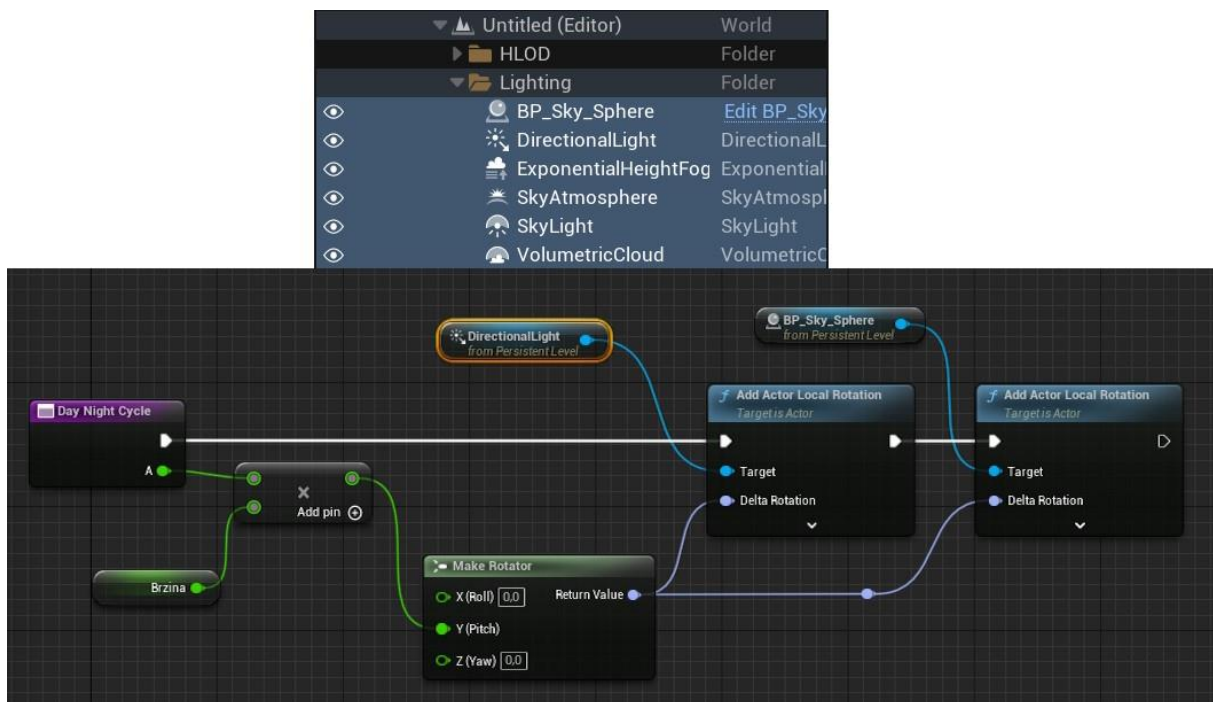 Untitled (Editor) World
HLOD Folder
Lighting Folder
BP_Sky_Sphere Edit BP_Sky
DirectionalLight DirectionalL
ExponentialHeightFog Exponential
SkyAtmosphere SkyAtmosp
SkyLight SkyLight
VolumetricCloud VolumetricC
DirectionalLight
from Persistent Level
BP_Sky_Sphere
from Persistent Level
Day Night Cycle
A
Add pin
Brzina
Make Rotator
X (Roll) 0,0 Return Value
Y (Pitch)
Z (Yaw) 0,0
f Add Actor Local Rotation
Target is Actor
Target
Delta Rotation
f Add Actor Local Rotation
Target is Actor
Target
Delta Rotation